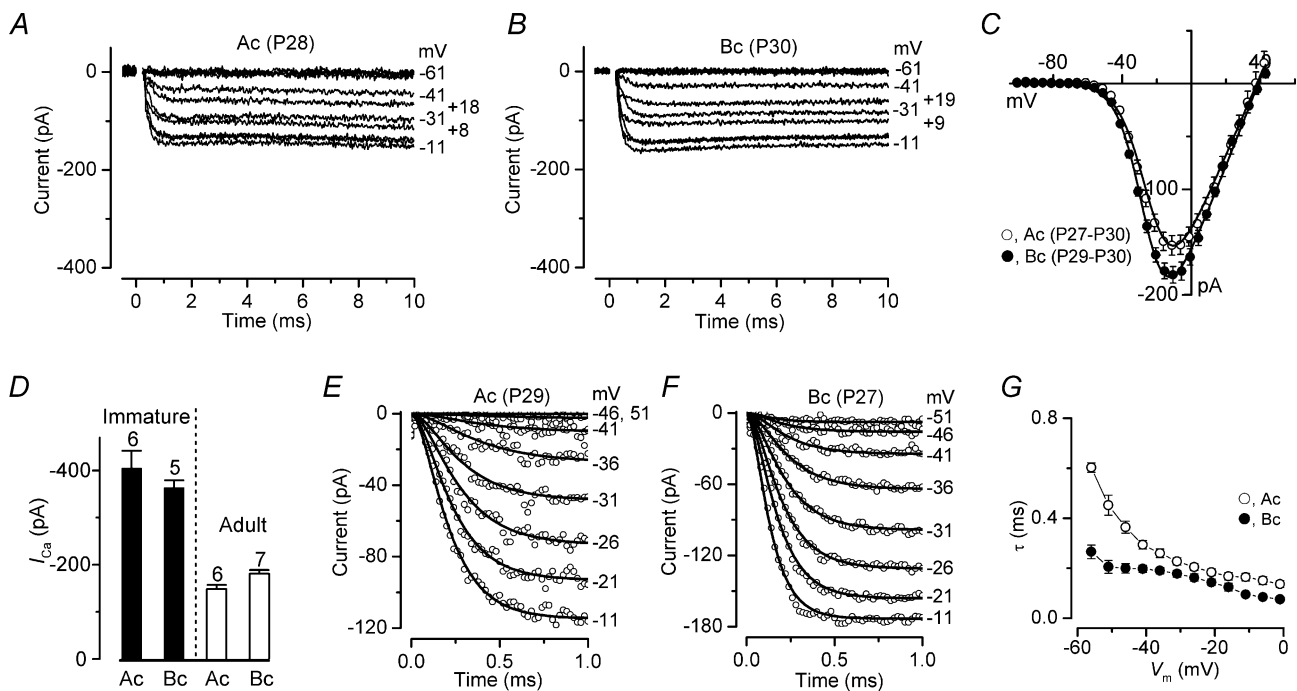 A
Ac (P28)
mV
0
-200
-400
Current (pA)
-61
-41
+18
-31
+8
-11
0 2 4 6 8 10
Time (ms)
B
Bc (P30)
mV
0
-200
-400
Current (pA)
-61
-41
+19
-31
+9
-11
0 2 4 6 8 10
Time (ms)
C
-80 -40 40
mV
-100
-200
pA
○, Ac (P27-P30)
●, Bc (P29-P30)
D
Immature
6
5
Adult
6
7
-400
-200
0
ICa (pA)
Ac Bc Ac Bc
E
Ac (P29)
mV
0
-40
-80
-120
Current (pA)
-46, 51
-41
-36
-31
-26
-21
-11
0.0 0.5 1.0
Time (ms)
F
Bc (P27)
mV
0
-60
-120
-180
Current (pA)
-51
-46
-41
-36
-31
-26
-21
-11
0.0 0.5 1.0
Time (ms)
G
0.8
0.4
0.0
τ (ms)
○, Ac
●, Bc
-60 -40 -20 0
Vm (mV)